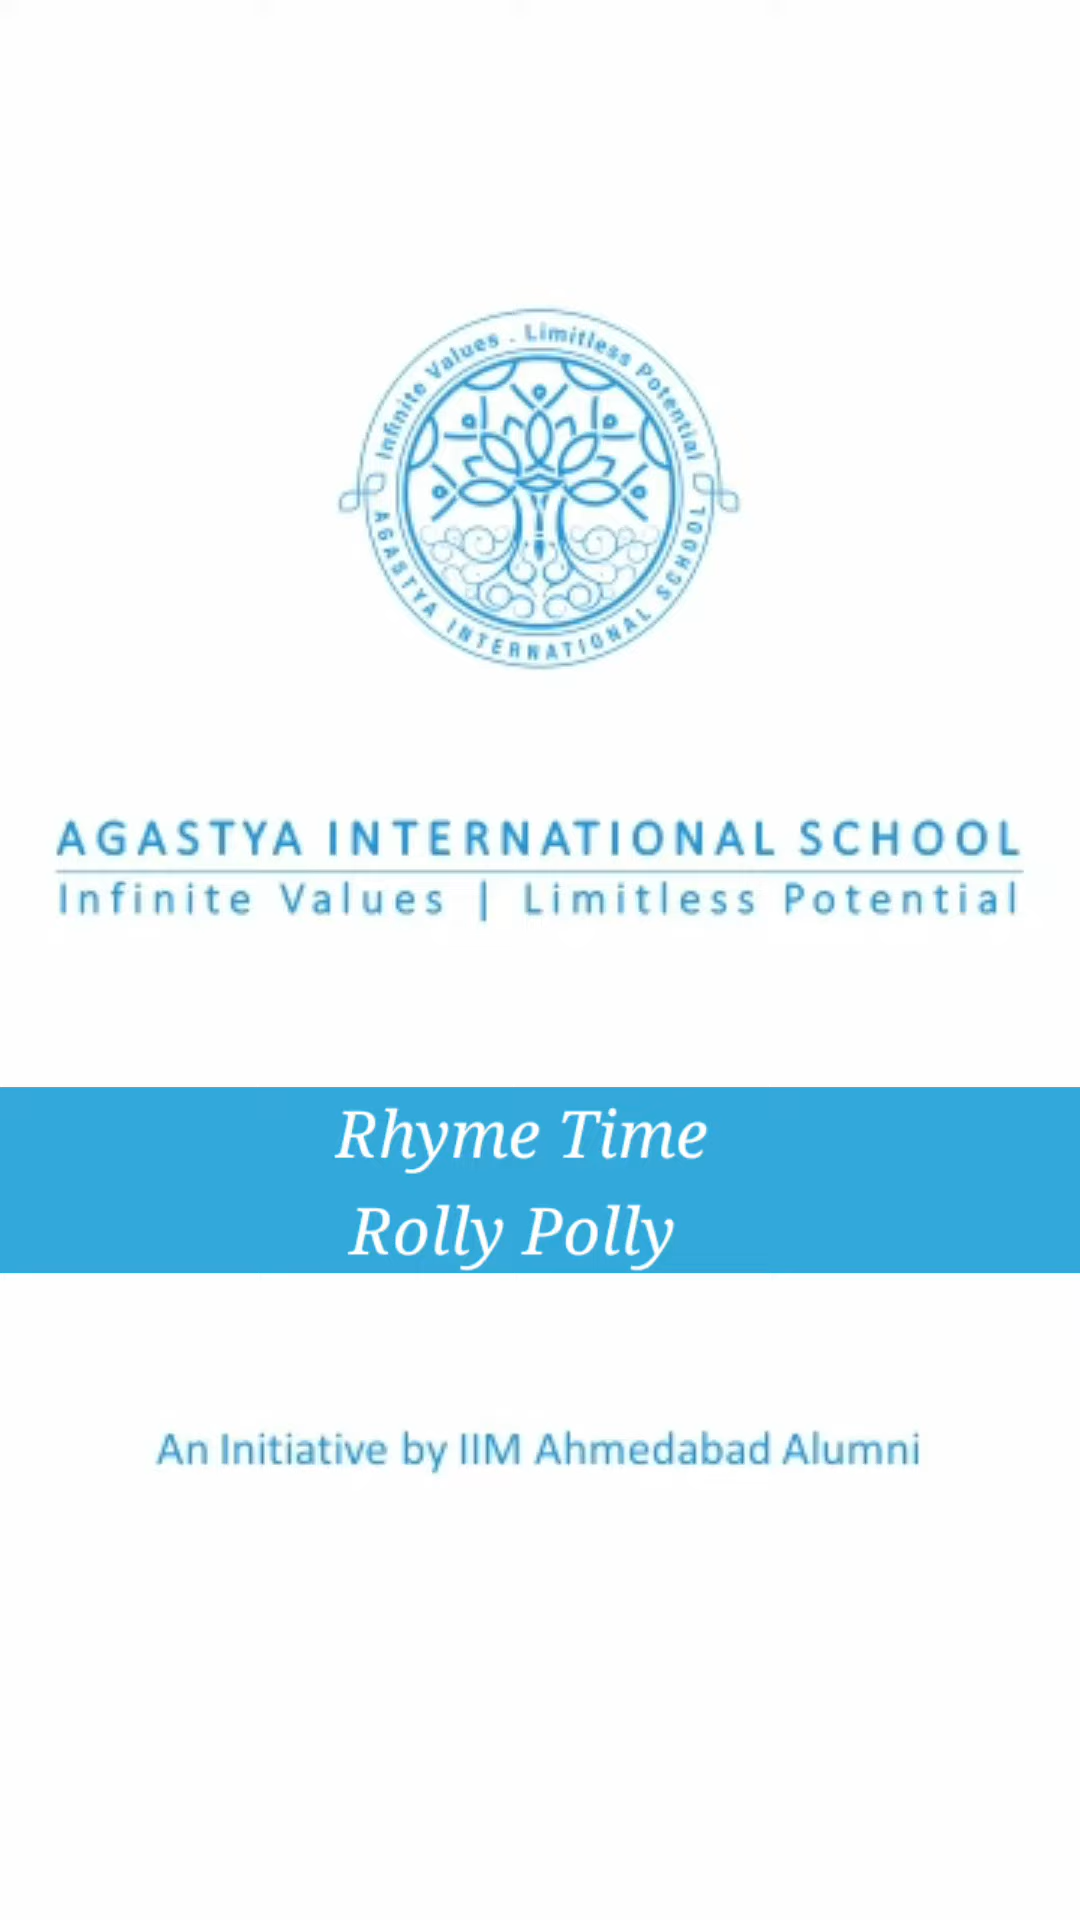 Infinite Values . Limitless Potential
AGASTYA INTERNATIONAL SCHOOL
AGASTYA INTERNATIONAL SCHOOL
Infinite Values | Limitless Potential
Rhyme Time
Rolly Polly
An Initiative by IIM Ahmedabad Alumni